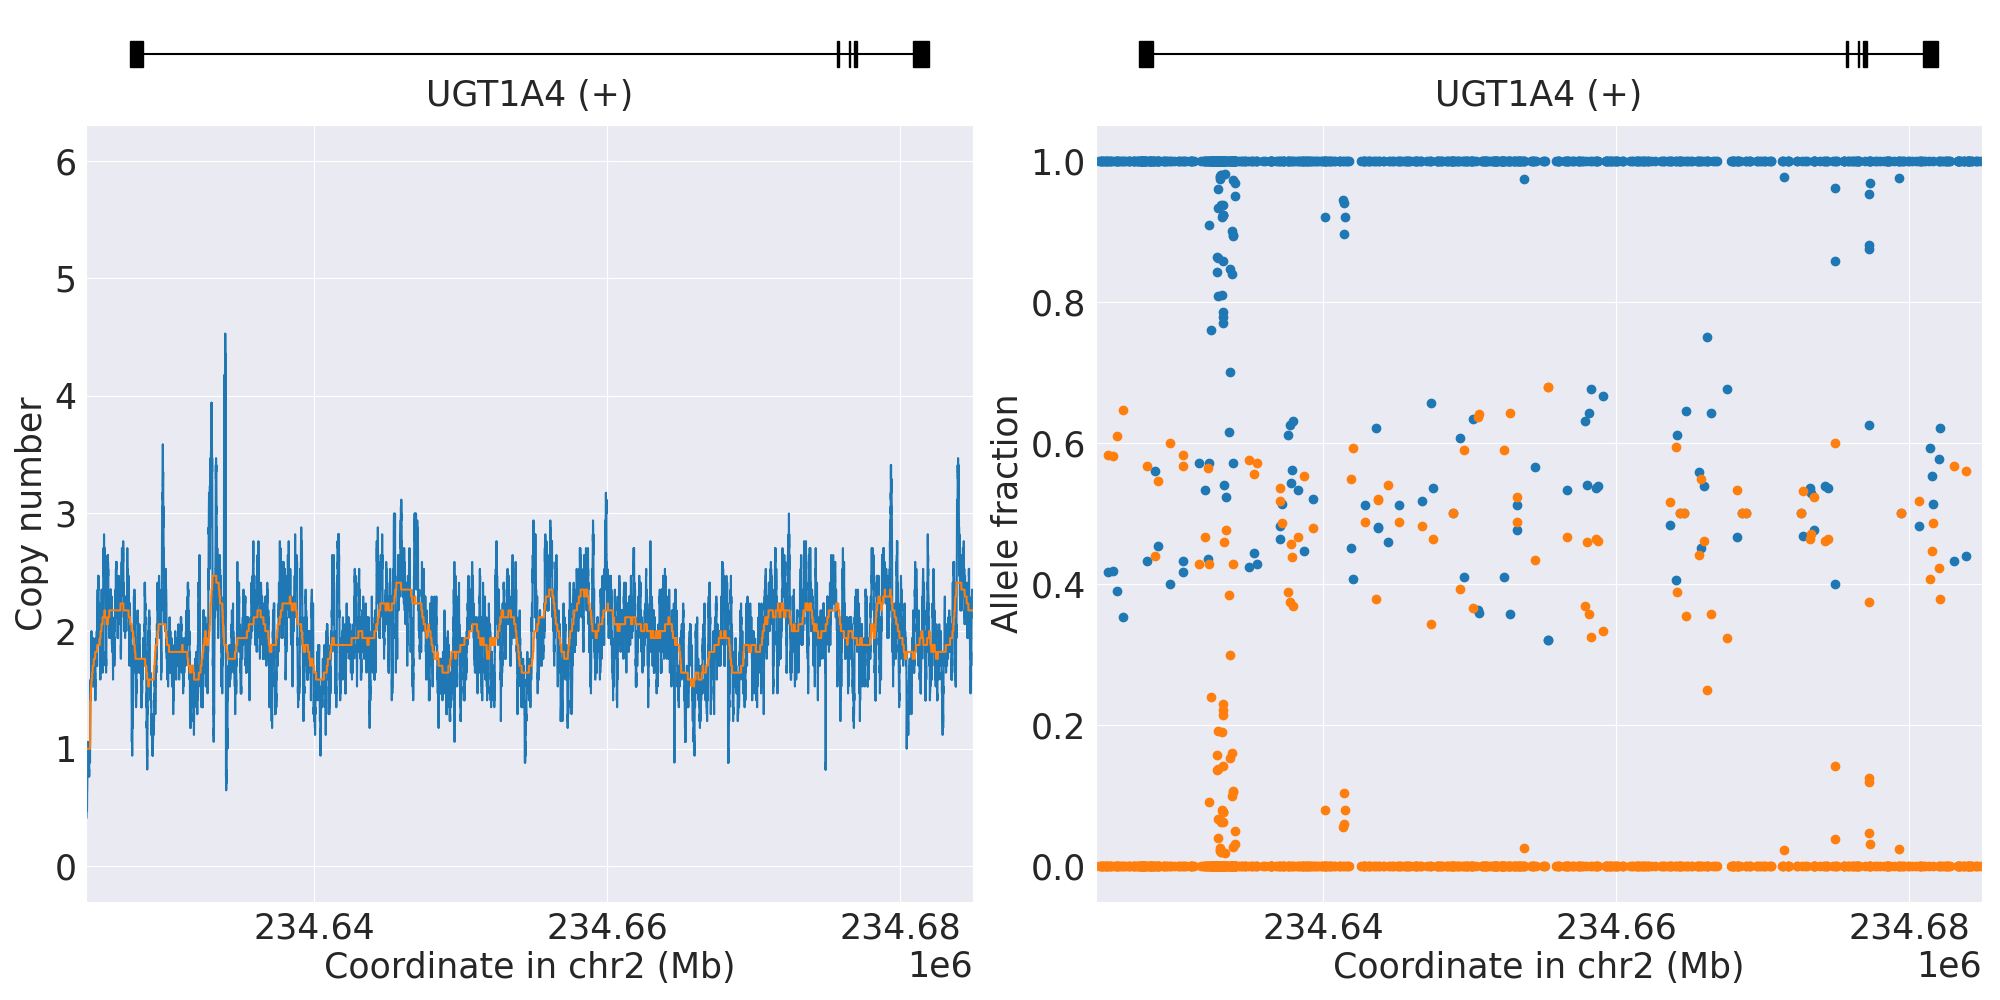 UGT1A4 (+)
6
5
4
3
2
1
0
Copy number
234.64 234.66 234.68
Coordinate in chr2 (Mb)
1e6
UGT1A4 (+)
1.0
0.8
0.6
0.4
0.2
0.0
Allele fraction
234.64 234.66 234.68
Coordinate in chr2 (Mb)
1e6